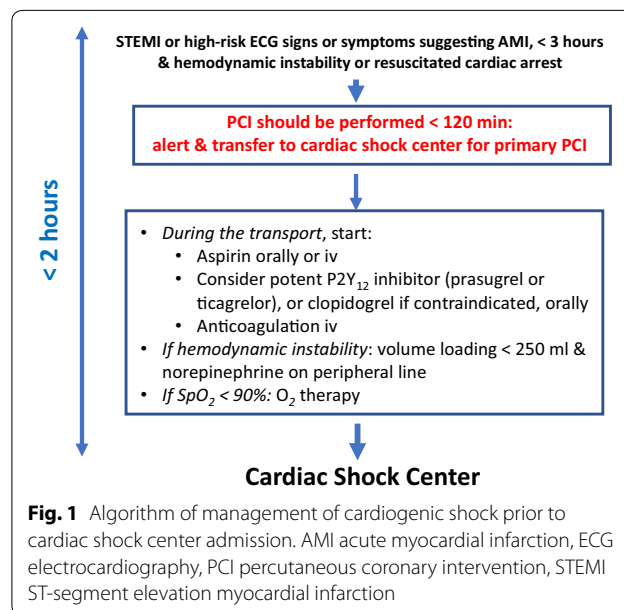 STEMI or high-risk ECG signs or symptoms suggesting AMI, < 3 hours
& hemodynamic instability or resuscitated cardiac arrest
PCI should be performed < 120 min:
alert & transfer to cardiac shock center for primary PCI
< 2 hours
• During the transport, start:
• Aspirin orally or iv
• Consider potent P2Y₁₂ inhibitor (prasugrel or
ticagrelor), or clopidogrel if contraindicated, orally
• Anticoagulation iv
• If hemodynamic instability: volume loading < 250 ml &
norepinephrine on peripheral line
• If SpO₂ < 90%: O₂ therapy
Cardiac Shock Center
Fig. 1 Algorithm of management of cardiogenic shock prior to
cardiac shock center admission. AMI acute myocardial infarction, ECG
electrocardiography, PCI percutaneous coronary intervention, STEMI
ST-segment elevation myocardial infarction